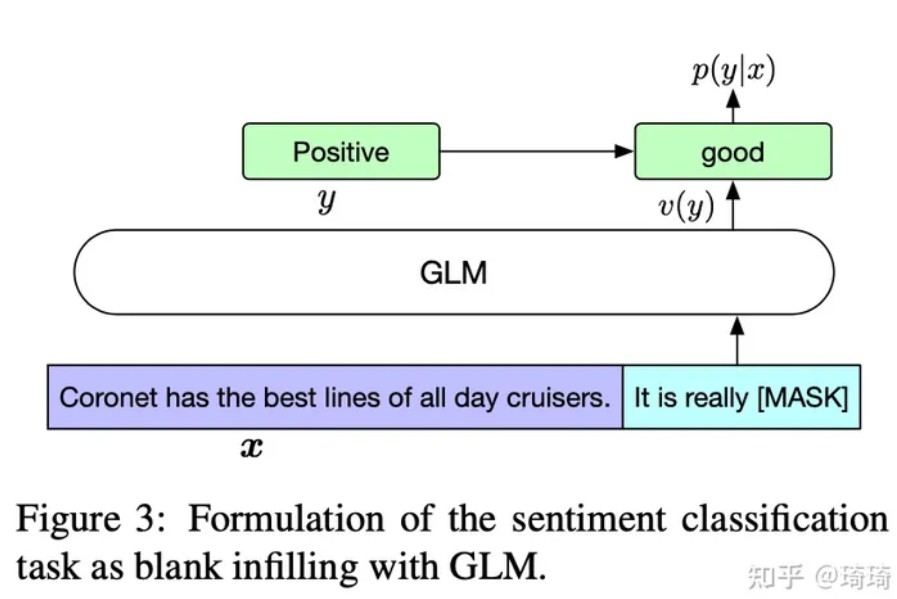 p(y|x)
Positive
good
y
v(y)
GLM
Coronet has the best lines of all day cruisers.
It is really [MASK]
x
Figure 3: Formulation of the sentiment classification
task as blank infilling with GLM.
知乎 @琦琦